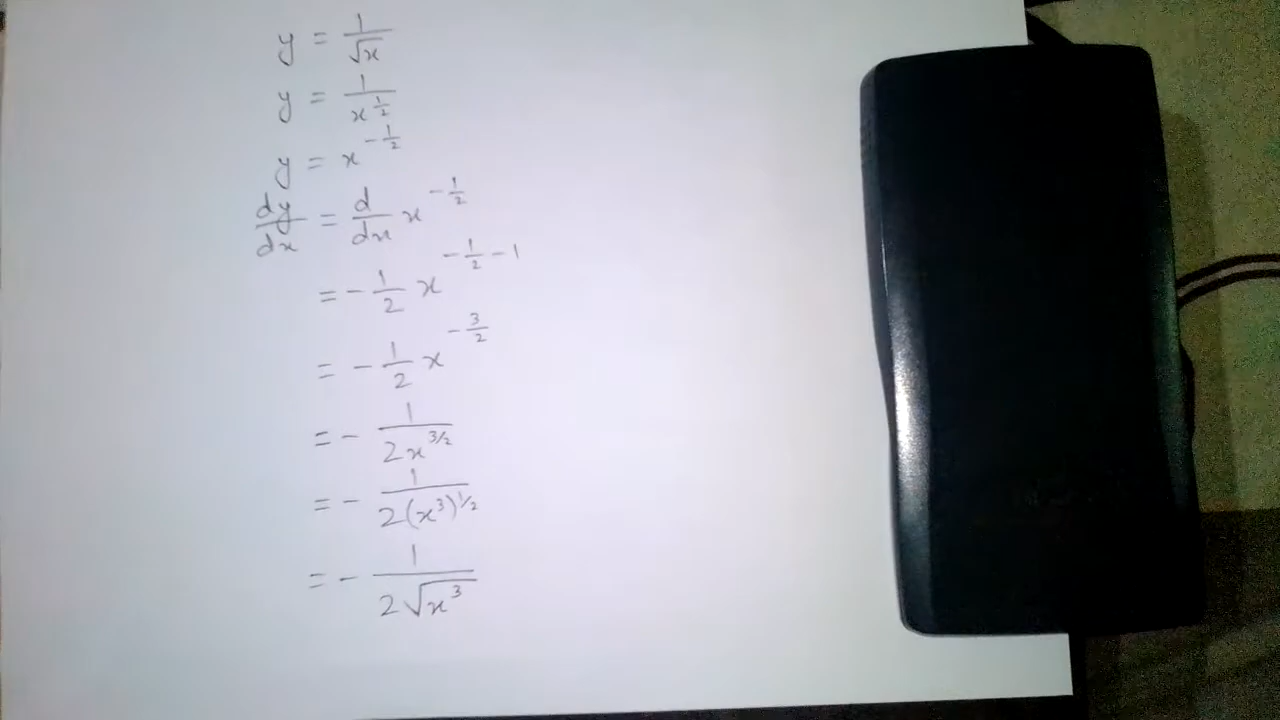 y = 1/√x
y = 1/x^(1/2)
y = x^(-1/2)
dy/dx = d/dx x^(-1/2)
= - 1/2 x^(-1/2 - 1)
= - 1/2 x^(-3/2)
= - 1/(2x^(3/2))
= - 1/(2(x^3)^(1/2))
= - 1/(2√(x^3))